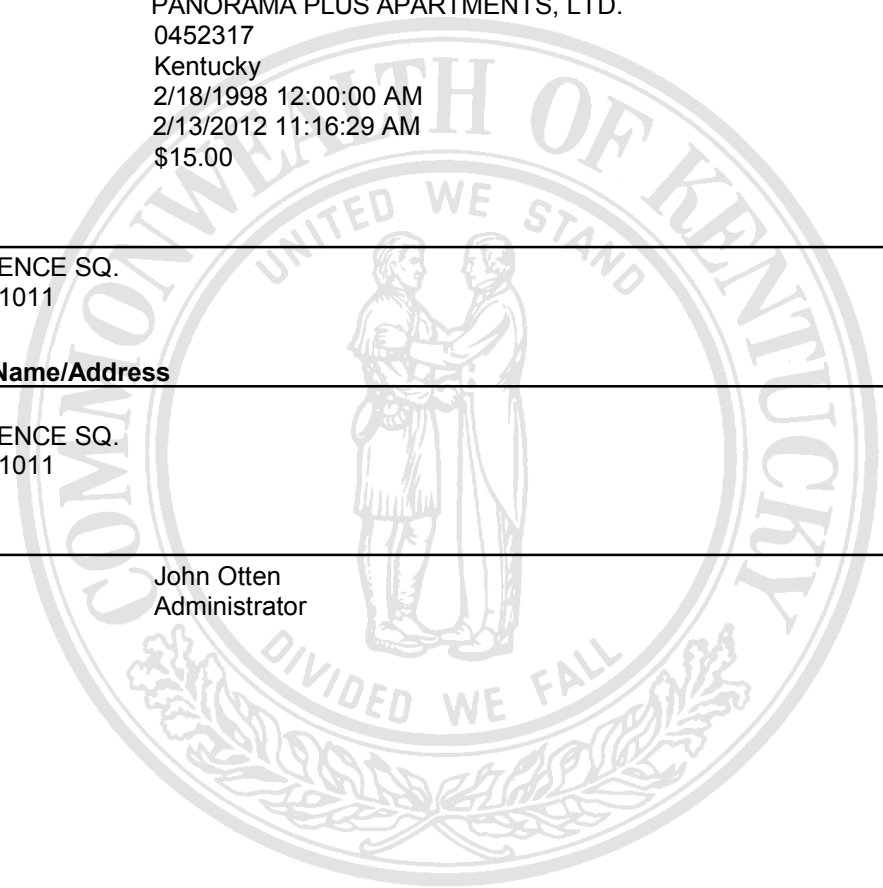 PANORAMA PLUS APARTMENTS, LTD.
0452317
Kentucky
2/18/1998 12:00:00 AM
2/13/2012 11:16:29 AM
$15.00
ENCE SQ.
1011
Name/Address
ENCE SQ.
1011
John Otten
Administrator
COMMONWEALTH OF KENTUCKY
UNITED WE STAND
DIVIDED WE FALL